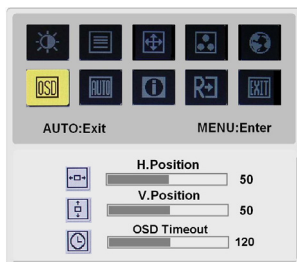 OSD AUTO i R EXIT
AUTO:Exit MENU:Enter
H.Position
50
V.Position
50
OSD Timeout
120